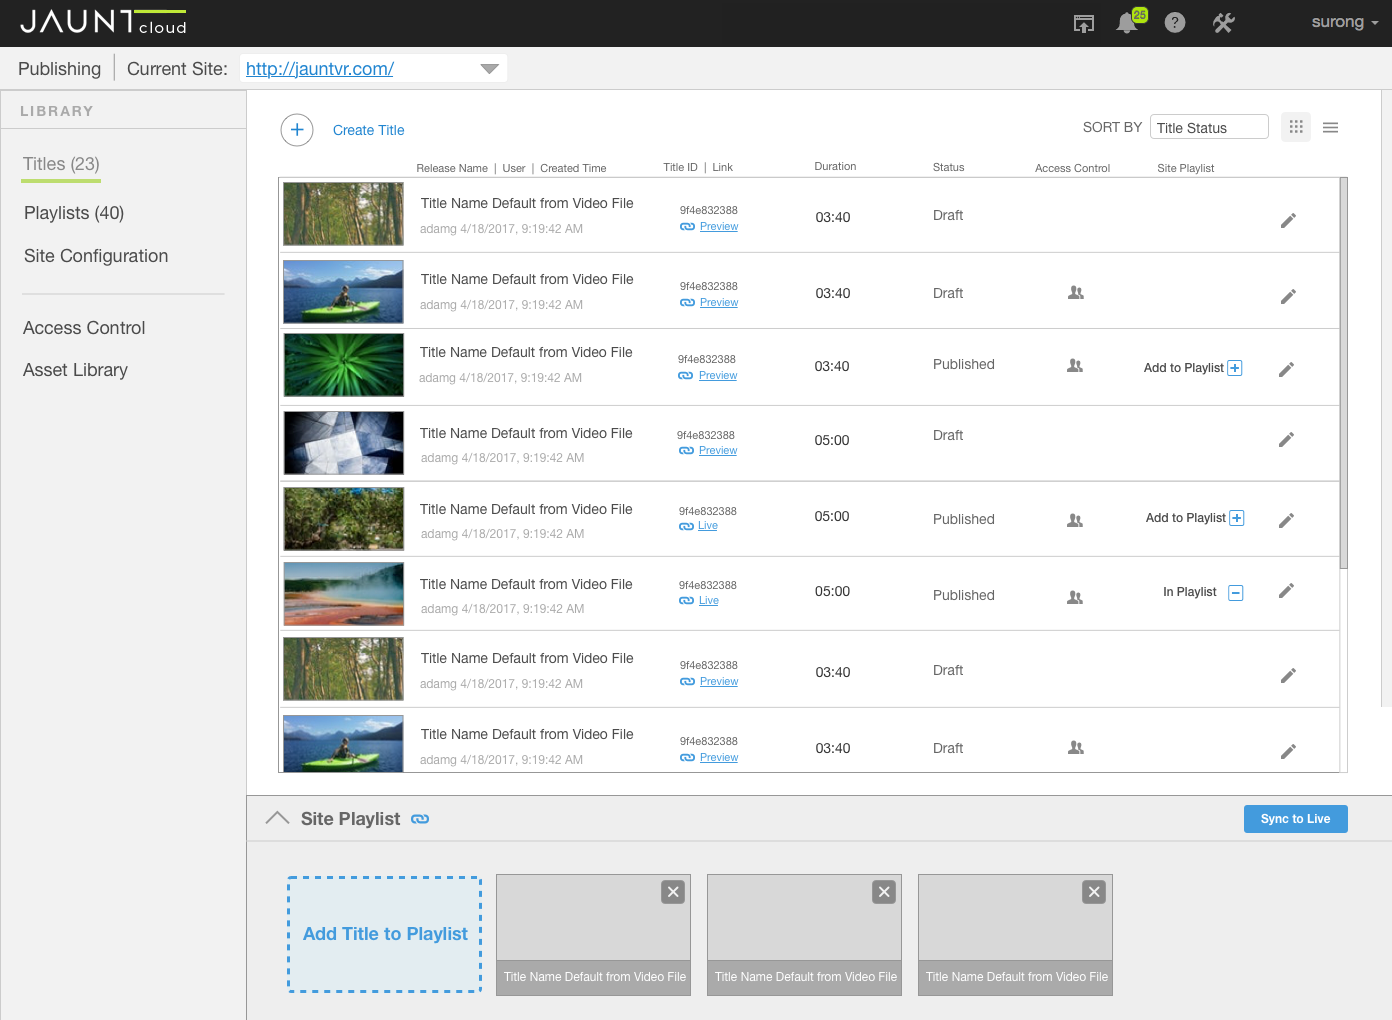 JAUNT cloud
25
?
surong
Publishing
Current Site:
http://jauntvr.com/
LIBRARY
Titles (23)
Playlists (40)
Site Configuration
Access Control
Asset Library
Create Title
SORT BY
Title Status
Release Name | User | Created Time
Title ID | Link
Duration
Status
Access Control
Site Playlist
Title Name Default from Video File
adamg 4/18/2017, 9:19:42 AM
9f4e832388
Preview
03:40
Draft
Title Name Default from Video File
adamg 4/18/2017, 9:19:42 AM
9f4e832388
Preview
03:40
Draft
Title Name Default from Video File
adamg 4/18/2017, 9:19:42 AM
9f4e832388
Preview
03:40
Published
Add to Playlist
Title Name Default from Video File
adamg 4/18/2017, 9:19:42 AM
9f4e832388
Preview
05:00
Draft
Title Name Default from Video File
adamg 4/18/2017, 9:19:42 AM
9f4e832388
Live
05:00
Published
Add to Playlist
Title Name Default from Video File
adamg 4/18/2017, 9:19:42 AM
9f4e832388
Live
05:00
Published
In Playlist
Title Name Default from Video File
adamg 4/18/2017, 9:19:42 AM
9f4e832388
Preview
03:40
Draft
Title Name Default from Video File
adamg 4/18/2017, 9:19:42 AM
9f4e832388
Preview
03:40
Draft
Site Playlist
Sync to Live
Add Title to Playlist
Title Name Default from Video File
Title Name Default from Video File
Title Name Default from Video File